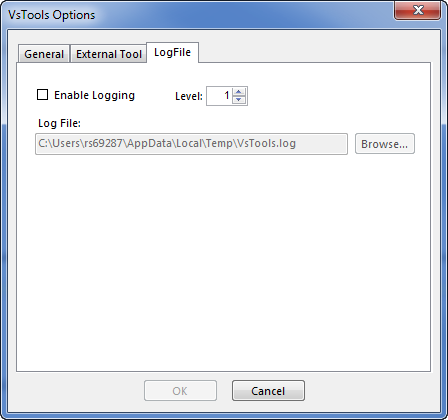 VsTools Options
General External Tool LogFile
Enable Logging Level: 1
Log File:
C:\Users\rs69287\AppData\Local\Temp\VsTools.log Browse...
OK Cancel